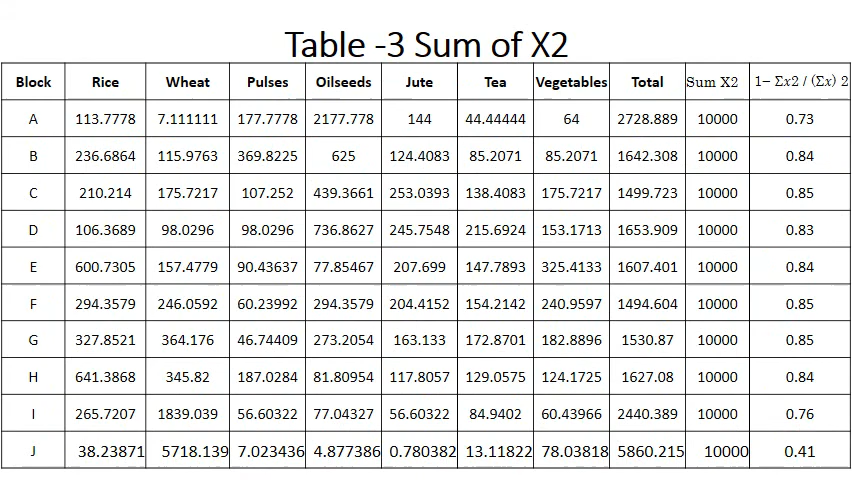 Table -3 Sum of X2
Block Rice Wheat Pulses Oilseeds Jute Tea Vegetables Total Sum X2 1– Σx2 / (Σx) 2
A 113.7778 7.111111 177.7778 2177.778 144 44.44444 64 2728.889 10000 0.73
B 236.6864 115.9763 369.8225 625 124.4083 85.2071 85.2071 1642.308 10000 0.84
C 210.214 175.7217 107.252 439.3661 253.0393 138.4083 175.7217 1499.723 10000 0.85
D 106.3689 98.0296 98.0296 736.8627 245.7548 215.6924 153.1713 1653.909 10000 0.83
E 600.7305 157.4779 90.43637 77.85467 207.699 147.7893 325.4133 1607.401 10000 0.84
F 294.3579 246.0592 60.23992 294.3579 204.4152 154.2142 240.9597 1494.604 10000 0.85
G 327.8521 364.176 46.74409 273.2054 163.133 172.8701 182.8896 1530.87 10000 0.85
H 641.3868 345.82 187.0284 81.80954 117.8057 129.0575 124.1725 1627.08 10000 0.84
I 265.7207 1839.039 56.60322 77.04327 56.60322 84.9402 60.43966 2440.389 10000 0.76
J 38.23871 5718.139 7.023436 4.877386 0.780382 13.11822 78.03818 5860.215 10000 0.41